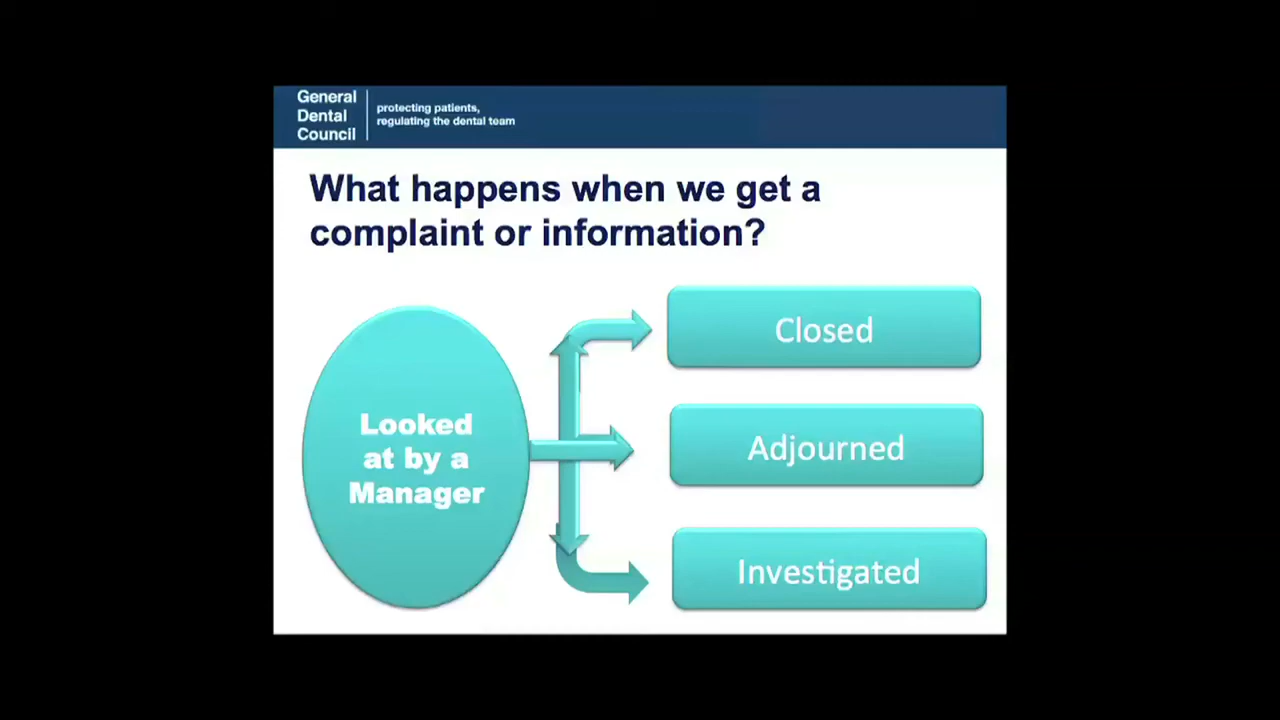 General
Dental
Council
protecting patients,
regulating the dental team
What happens when we get a
complaint or information?
Looked
at by a
Manager
Closed
Adjourned
Investigated